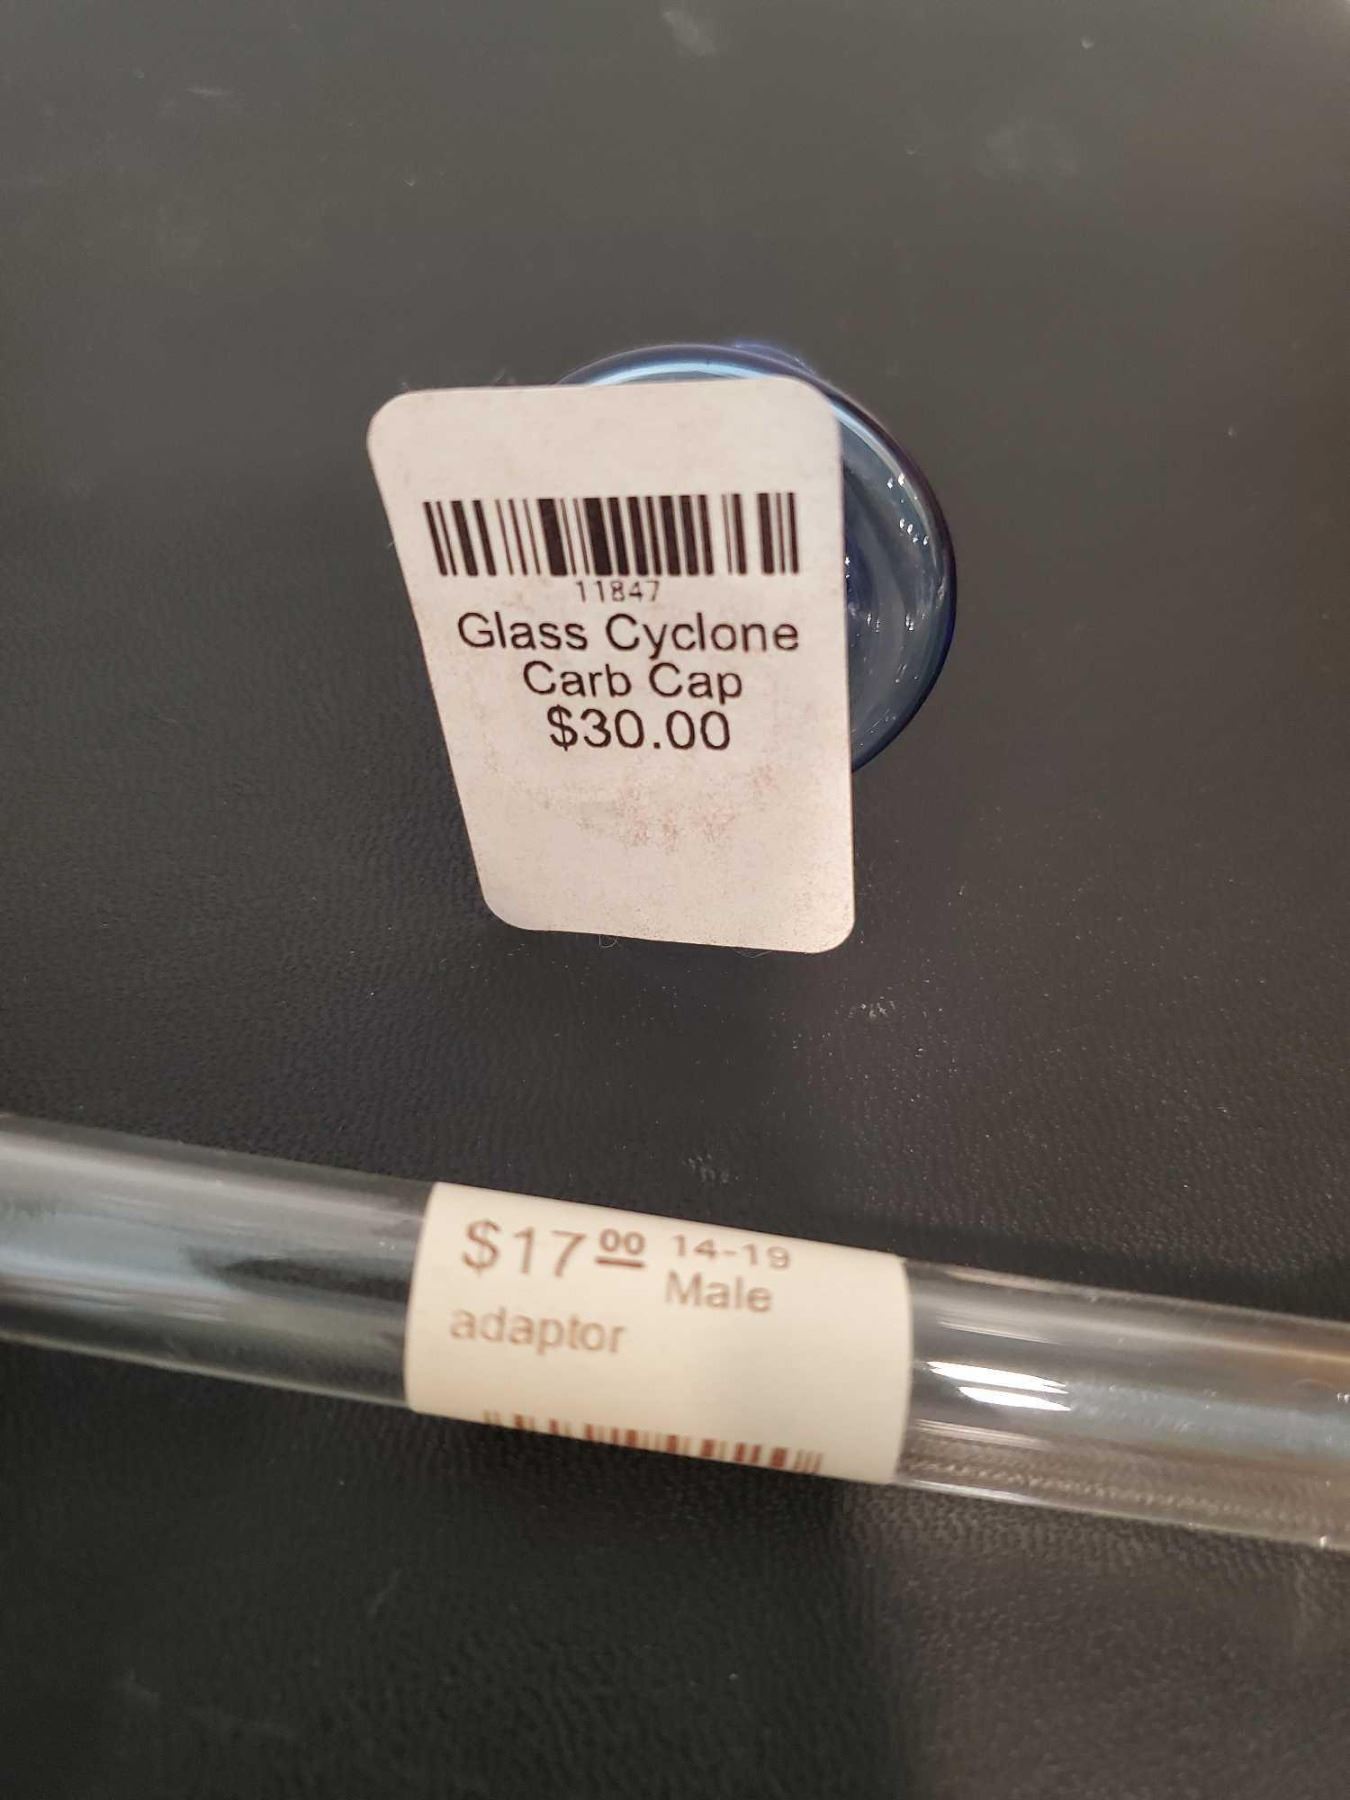 11847
Glass Cyclone
Carb Cap
$30.00
$17 00 14-19
Male
adaptor